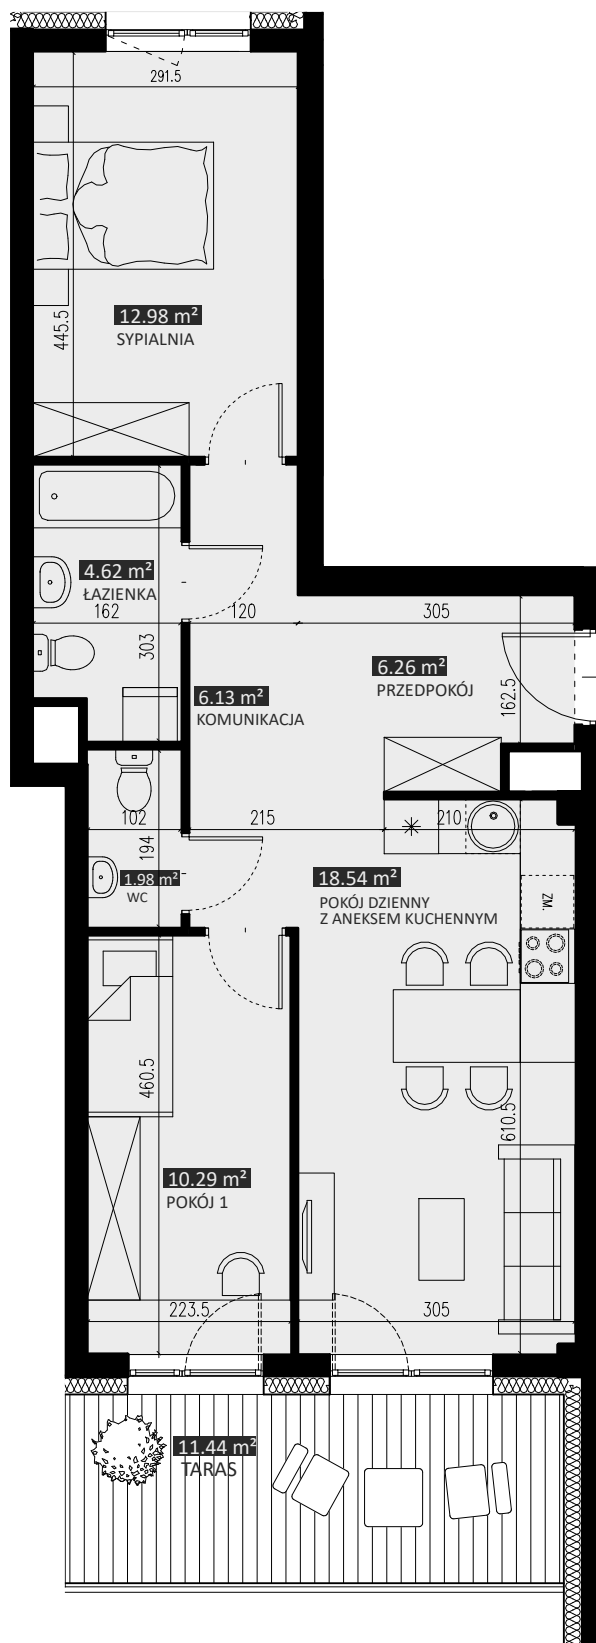 291.5
12.98 m²
SYPIALNIA
445.5
4.62 m²
ŁAZIENKA
162
120
305
303
6.26 m²
PRZEDPOKÓJ
162.5
6.13 m²
KOMUNIKACJA
102
215
210
194
1.98 m²
WC
18.54 m²
POKÓJ DZIENNY
Z ANEKSEM KUCHENNYM
ZM.
460.5
610.5
10.29 m²
POKÓJ 1
223.5
305
11.44 m²
TARAS